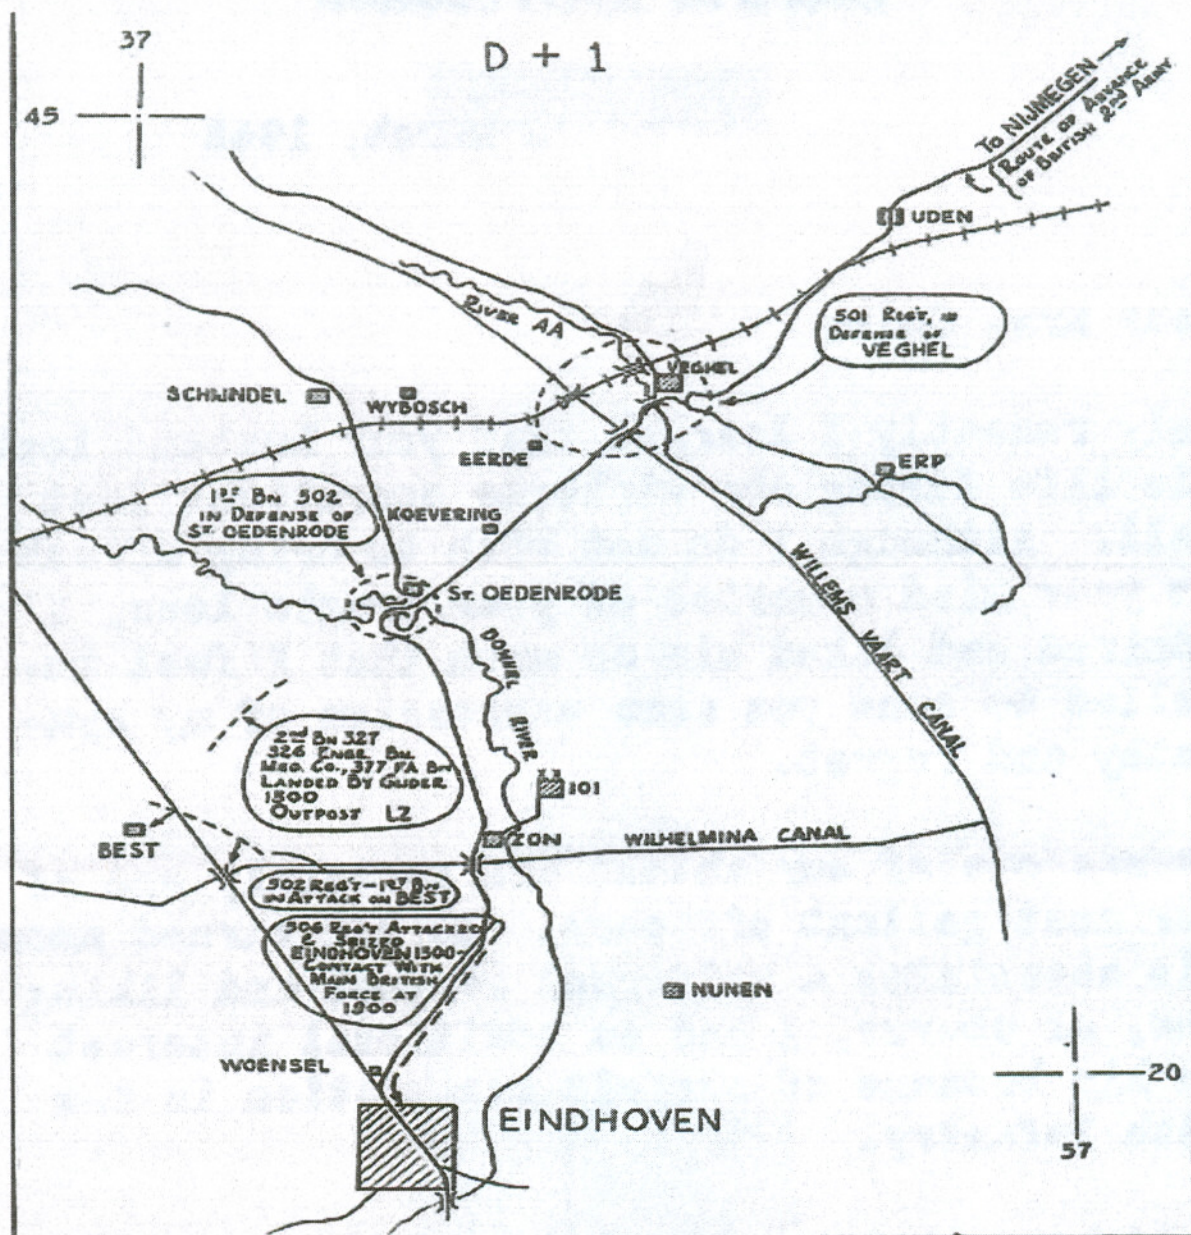 D + 1
37
45
TO NIJMEGEN
ROUTE OF ADVANCE
OF BRITISH 2nd ARMY
UDEN
RIVER AA
501 REG'T, IN
DEFENSE OF
VEGHEL
VEGHEL
SCHIJNDEL
WYBOSCH
EERDE
ERP
1ST BN 502
IN DEFENSE OF
ST. OEDENRODE
KOEVERING
ST. OEDENRODE
WILLEMS VAART CANAL
DOMMEL RIVER
2nd BN 327
326 ENGR. BN.
MED. CO., 377 FA BN
LANDED BY GLIDER
1500
OUTPOST LZ
101
ZON
WILHELMINA CANAL
BEST
502 REG'T - 1ST BN
IN ATTACK ON BEST
506 REG'T ATTACKED
& SEIZED
EINDHOVEN 1300-
CONTACT WITH
MAIN BRITISH
FORCE AT
1900
NUNEN
WOENSEL
EINDHOVEN
20
57